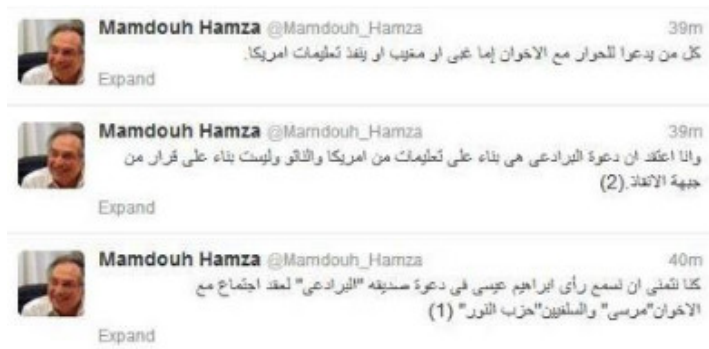 Mamdouh Hamza @Mamdouh_Hamza 39m
كل من يدعوا للحوار مع الاخوان إما غبى او مغيب او ينفذ تعليمات امريكا.
Expand
Mamdouh Hamza @Mamdouh_Hamza 39m
وانا اعتقد ان دعوة البرادعى هى بناء على تعليمات من امريكا والناتو وليست بناء على قرار من
جبهة الانقاذ.(2)
Expand
Mamdouh Hamza @Mamdouh_Hamza 40m
كنا نتمنى ان نسمع رأى ابراهيم عيسى فى دعوة صديقه "البرادعى" لعقد اجتماع مع
الاخوان"مرسى" والسلفيين"حزب النور" (1)
Expand